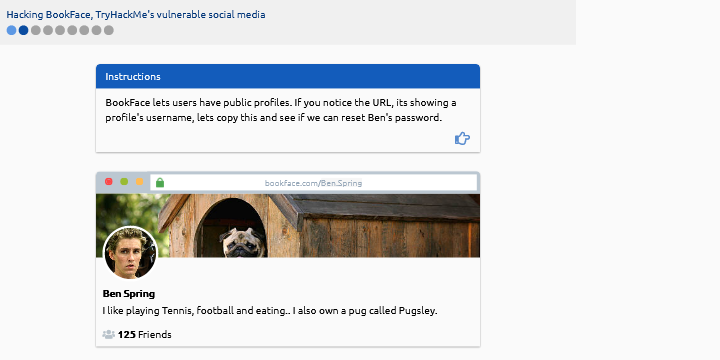 Hacking BookFace, TryHackMe's vulnerable social media
Instructions
BookFace lets users have public profiles. If you notice the URL, its showing a
profile's username, lets copy this and see if we can reset Ben's password.
bookface.com/Ben.Spring
Ben Spring
I like playing Tennis, football and eating.. I also own a pug called Pugsley.
125 Friends